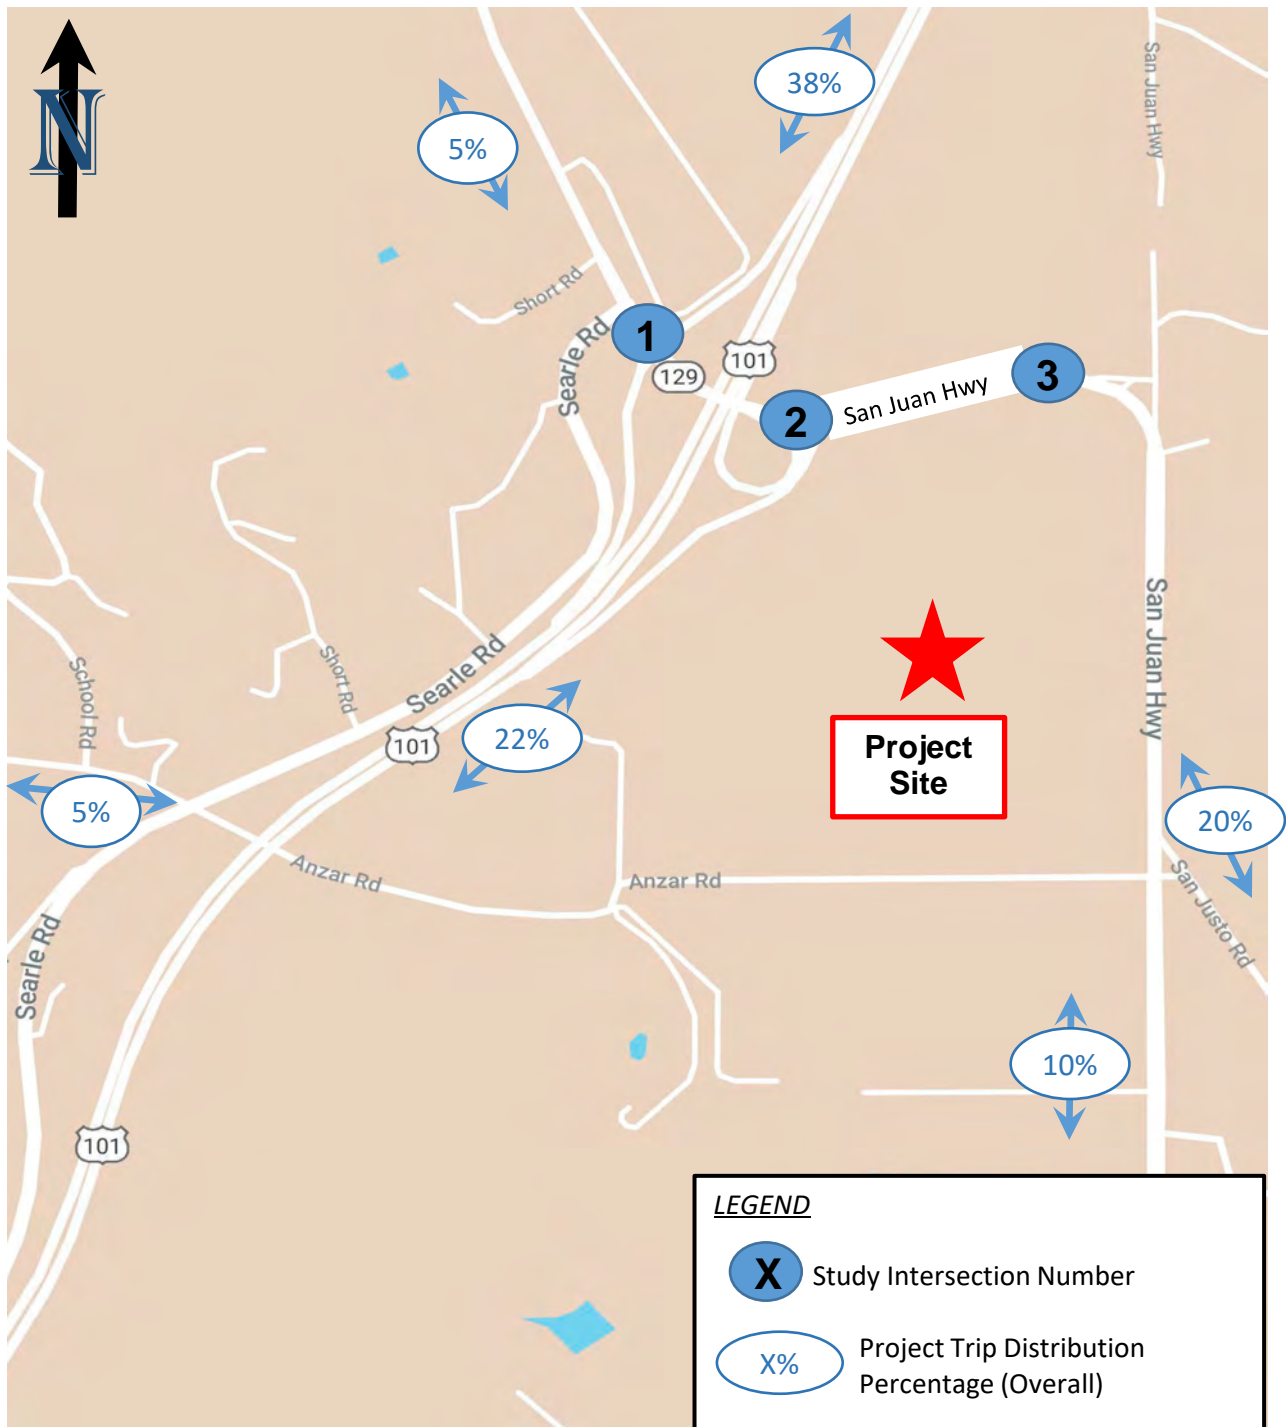 N
38%
5%
San Juan Hwy
Short Rd
Searle Rd
1
129
101
2
San Juan Hwy
3
San Juan Hwy
School Rd
Short Rd
Searle Rd
101
22%
5%
Project
Site
20%
Anzar Rd
Anzar Rd
San Justo Rd
Searle Rd
10%
101
LEGEND
X Study Intersection Number
X% Project Trip Distribution
Percentage (Overall)